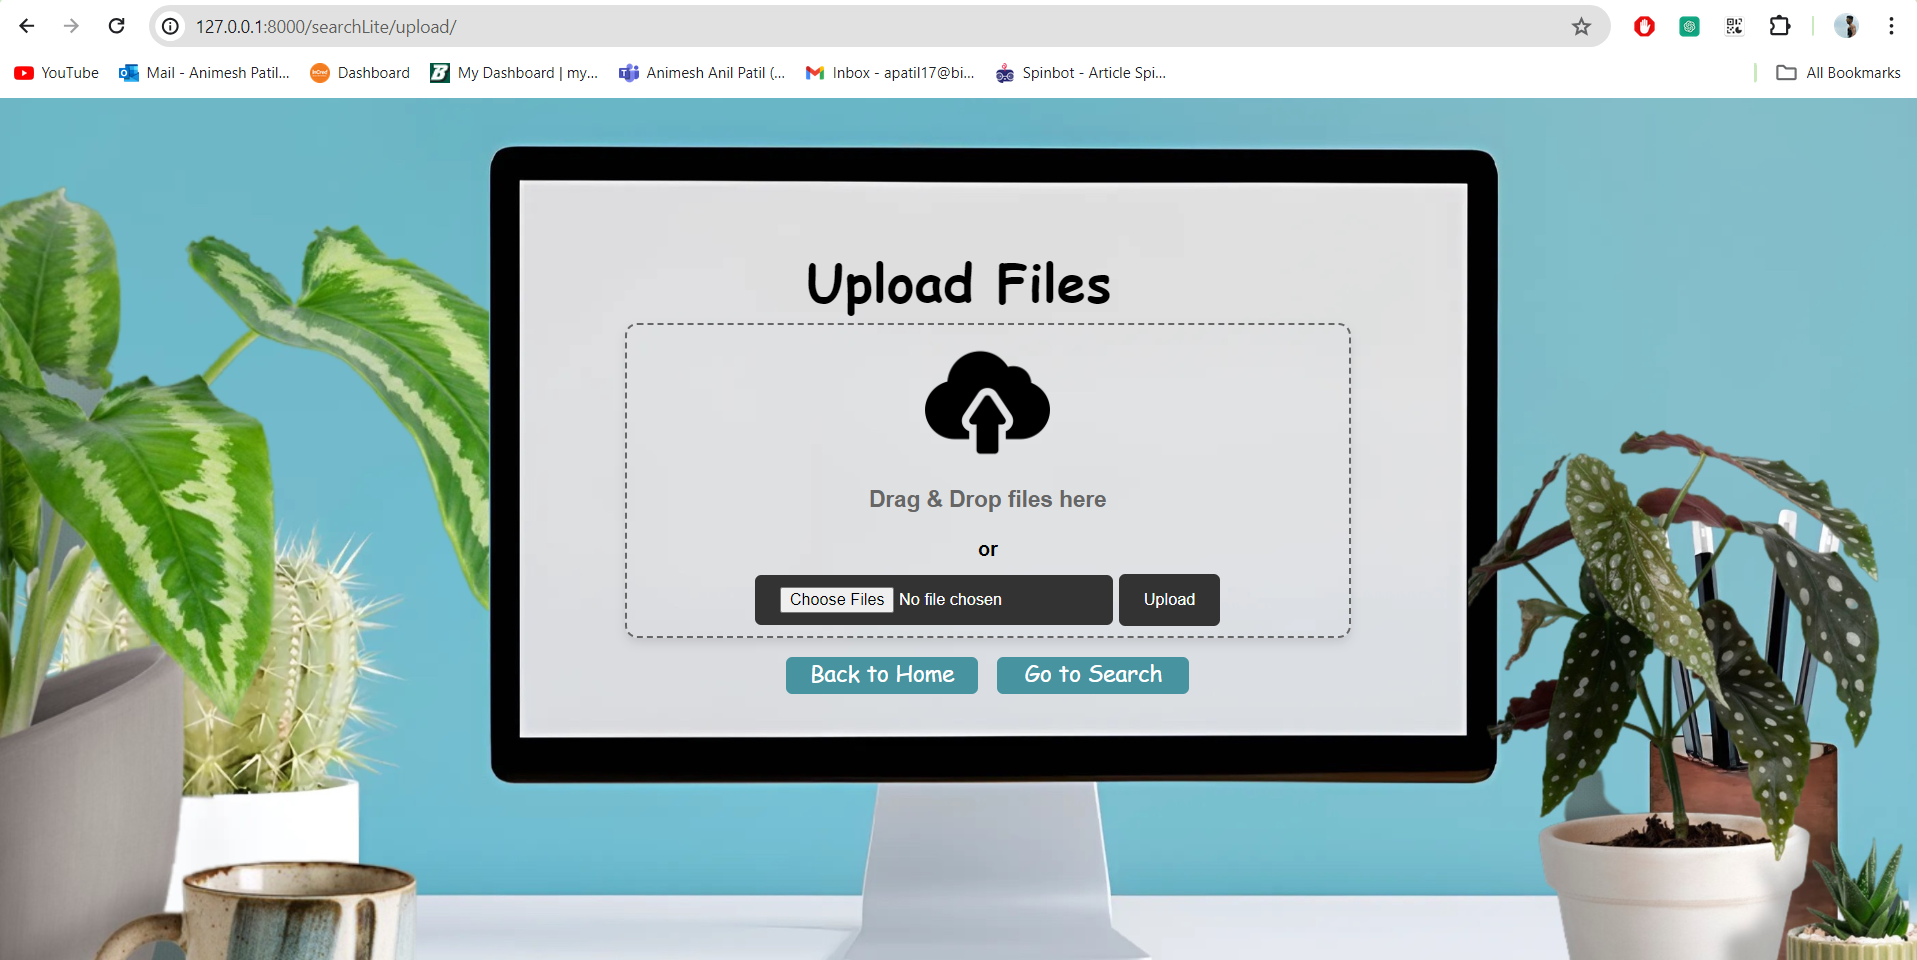 127.0.0.1:8000/searchLite/upload/
YouTube Mail - Animesh Patil... Dashboard My Dashboard | my... Animesh Anil Patil (... Inbox - apatil17@bi... Spinbot - Article Spi... All Bookmarks
Upload Files
Drag & Drop files here
or
Choose Files No file chosen Upload
Back to Home Go to Search